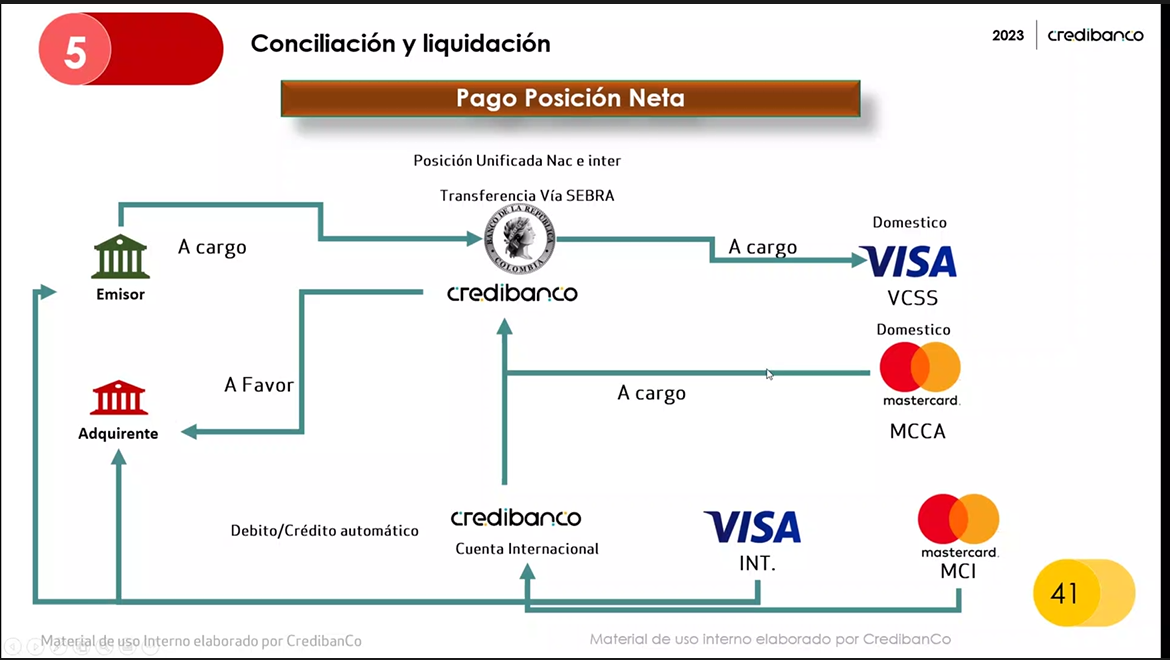 5
Conciliación y liquidación
2023
credibanco
Pago Posición Neta
Posición Unificada Nac e inter
Transferencia Vía SEBRA
BANCO DE LA REPUBLICA
COLOMBIA
A cargo
Emisor
credibanco
A cargo
Domestico
VISA
VCSS
Domestico
mastercard.
MCCA
A cargo
A Favor
Adquirente
Debito/Crédito automático
credibanco
Cuenta Internacional
VISA
INT.
mastercard.
MCI
41
Material de uso Interno elaborado por CredibanCo
Material de uso interno elaborado por CredibanCo